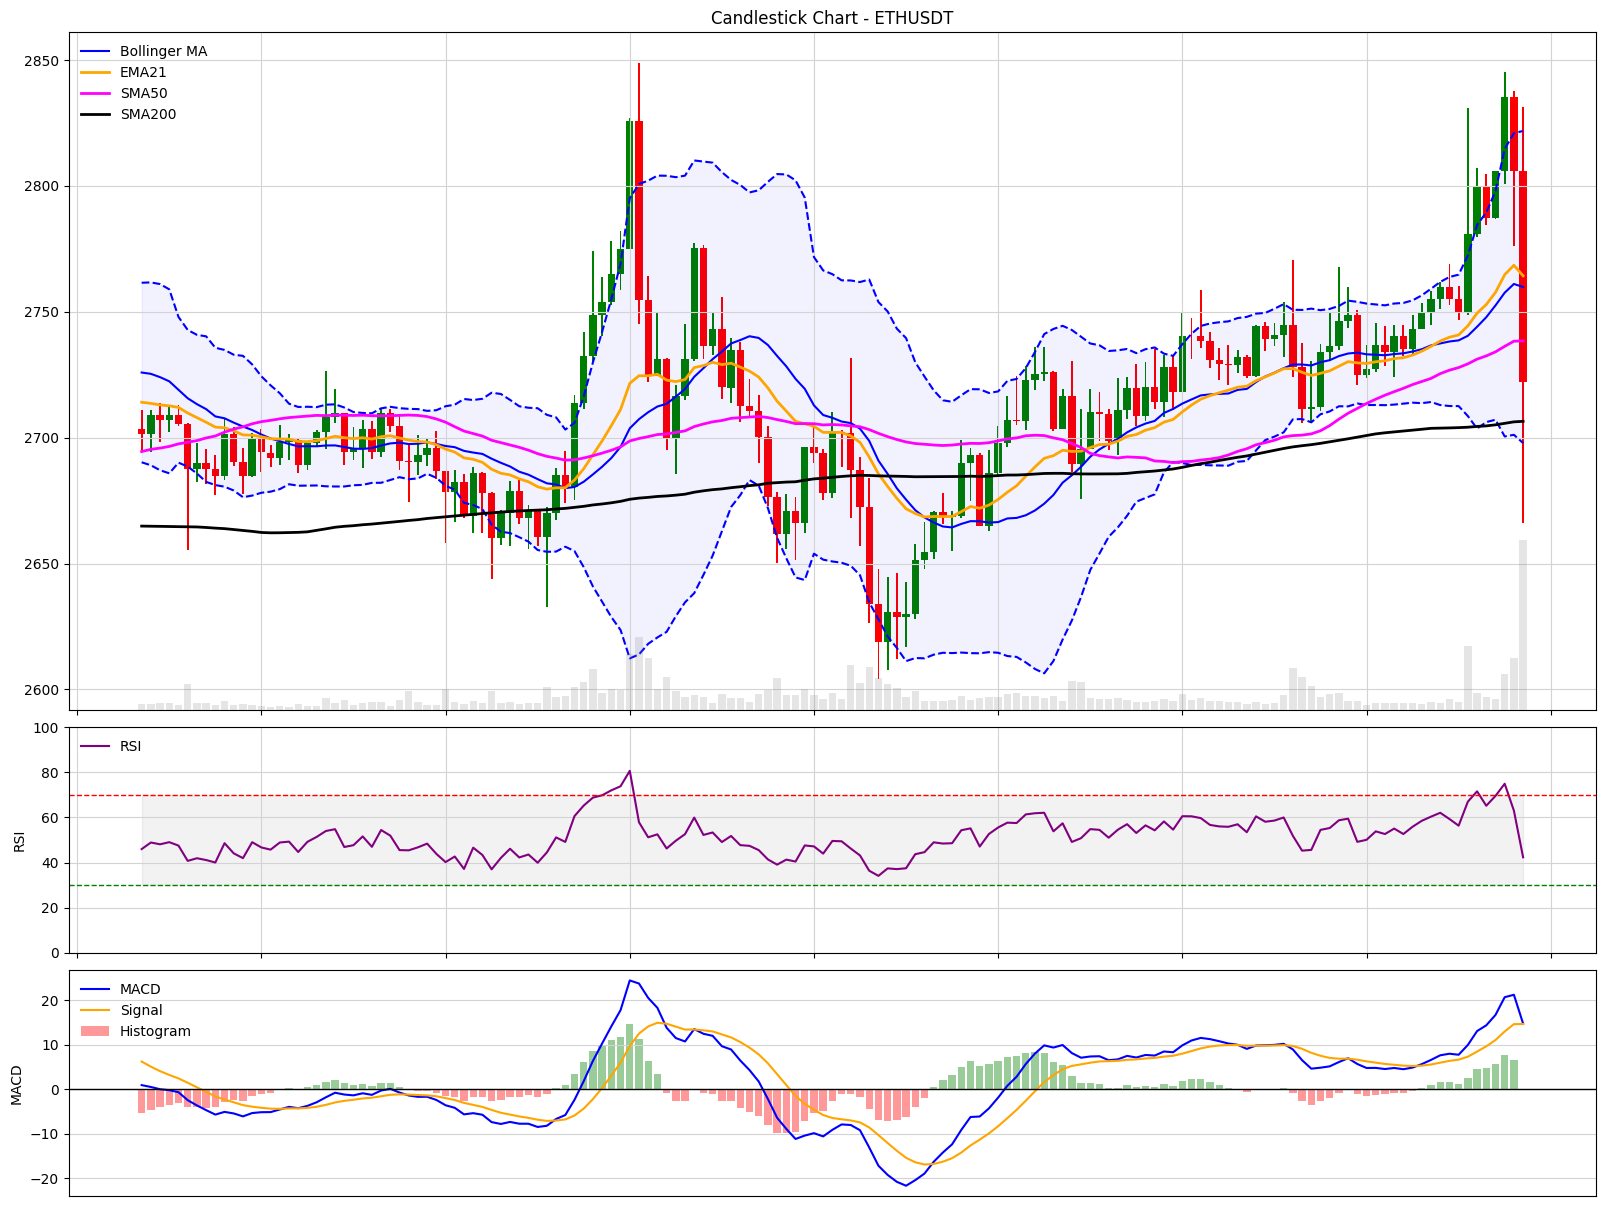 Candlestick Chart - ETHUSDT
Bollinger MA
EMA21
SMA50
SMA200
2850
2800
2750
2700
2650
2600
RSI
RSI
100
80
60
40
20
0
MACD
MACD
Signal
Histogram
20
10
0
−10
−20